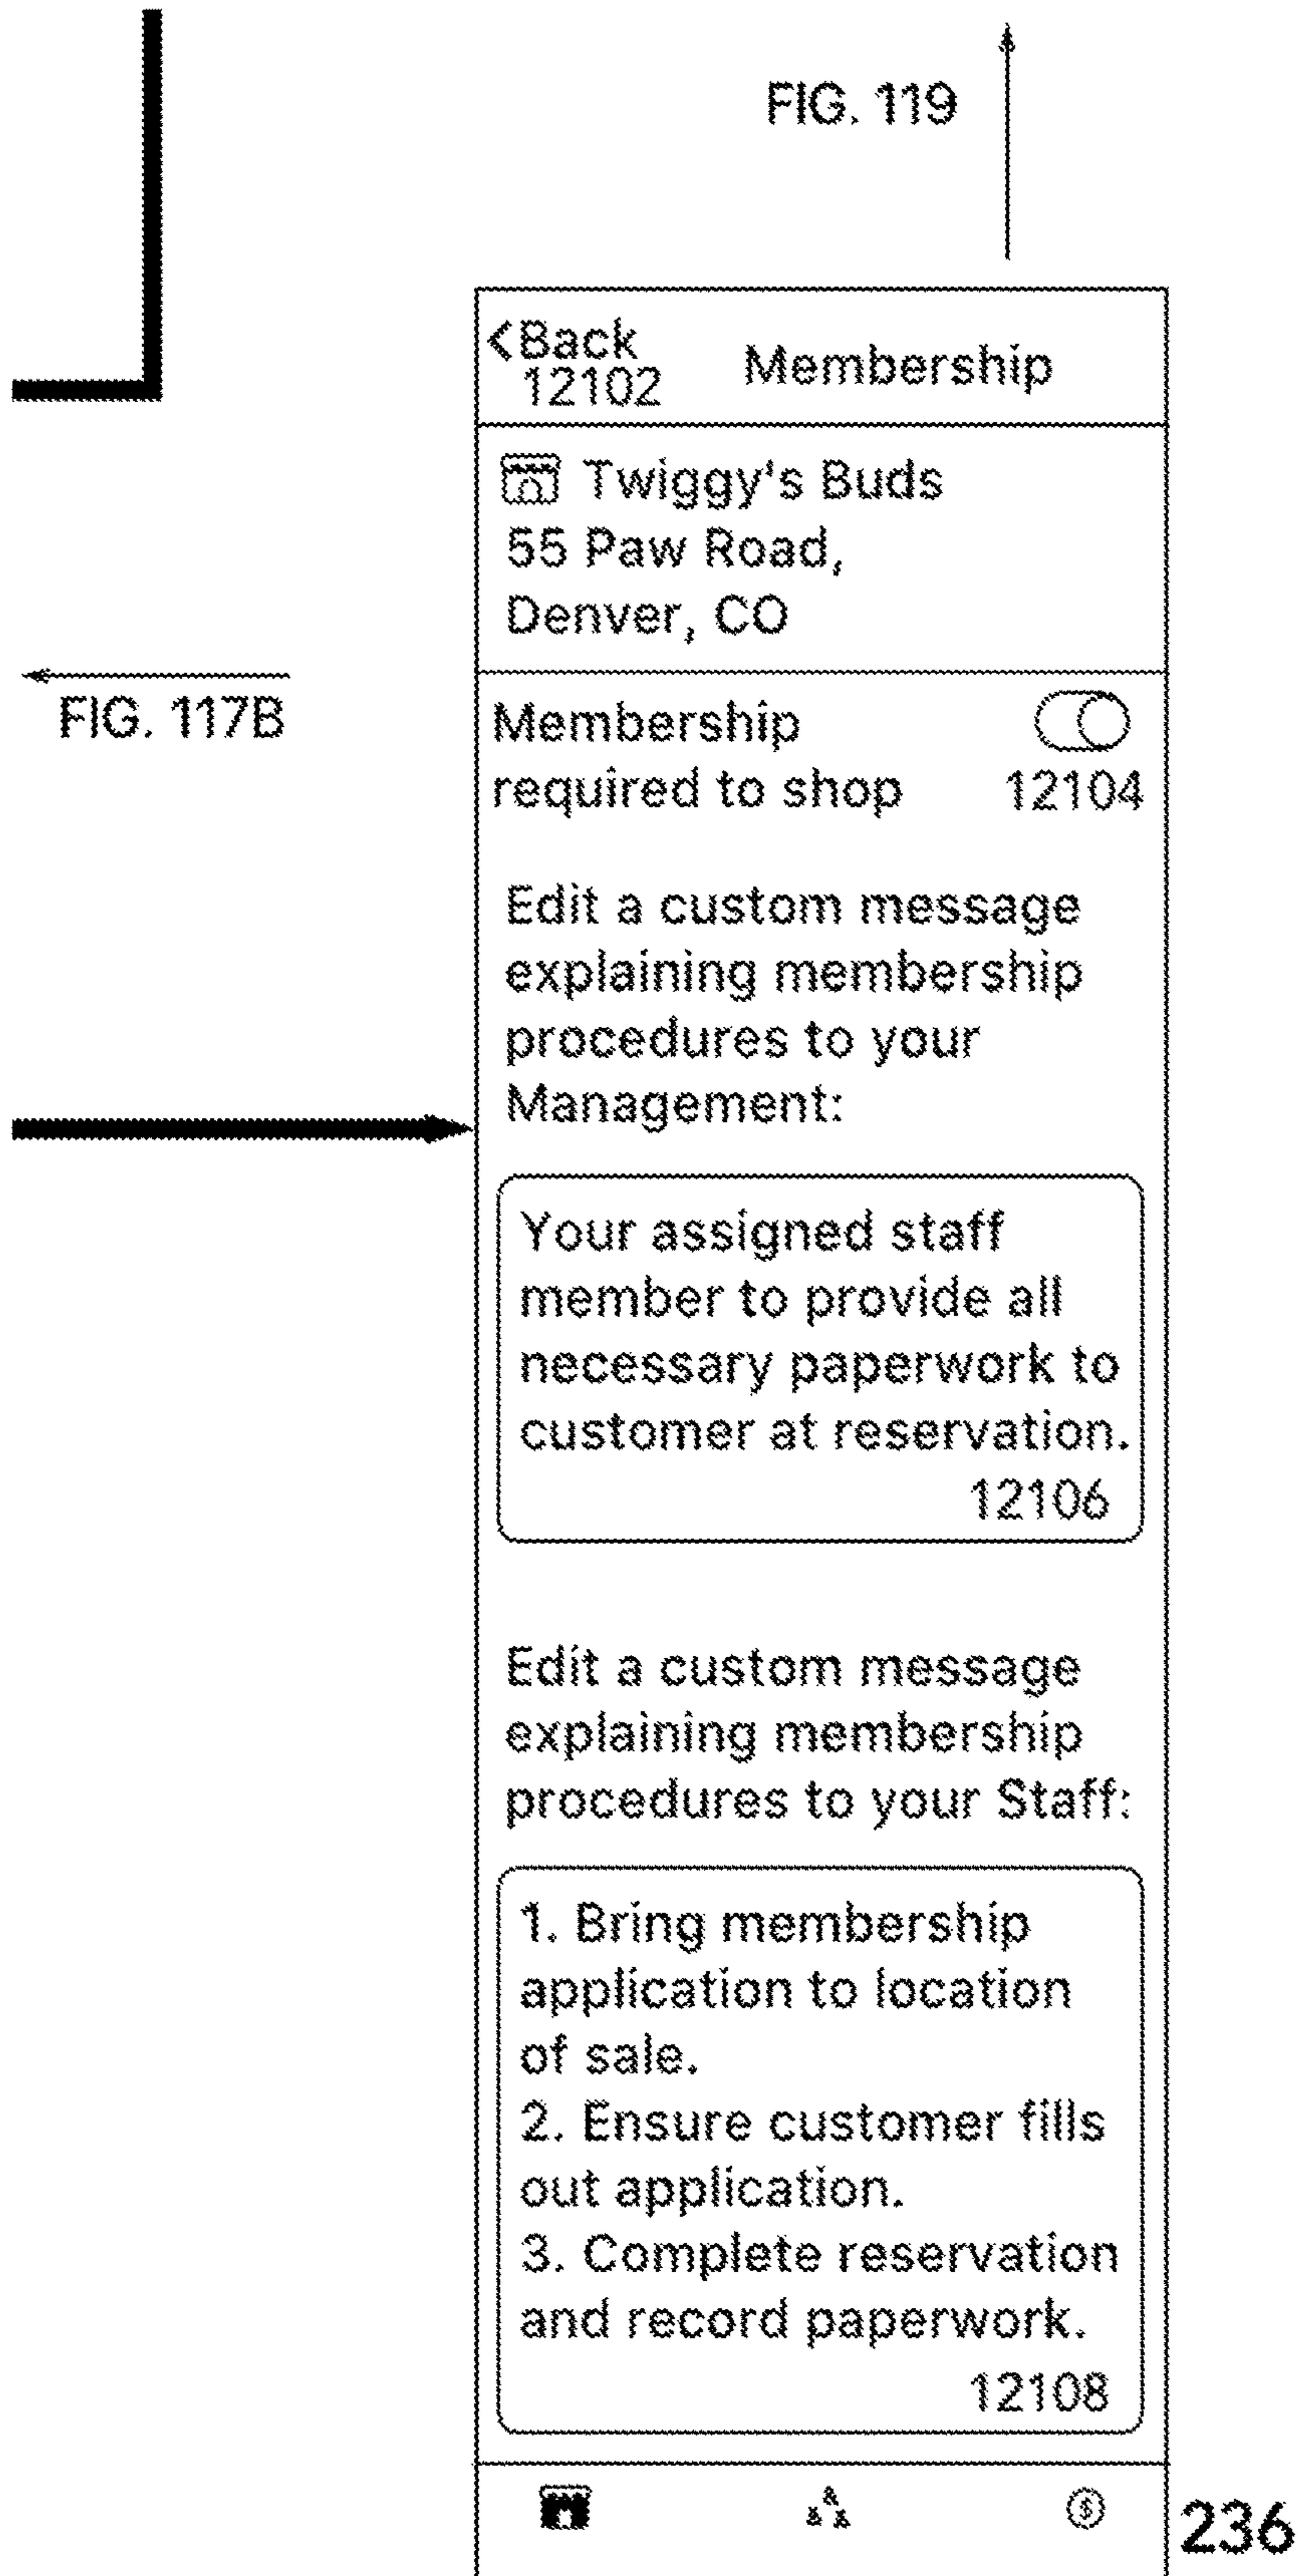 FIG. 119
<Back
12102
Membership
Twiggy's Buds
55 Paw Road,
Denver, CO
FIG. 117B
Membership
required to shop
12104
Edit a custom message
explaining membership
procedures to your
Management:
Your assigned staff
member to provide all
necessary paperwork to
customer at reservation.
12106
Edit a custom message
explaining membership
procedures to your Staff:
1. Bring membership
application to location
of sale.
2. Ensure customer fills
out application.
3. Complete reservation
and record paperwork.
12108
$
236